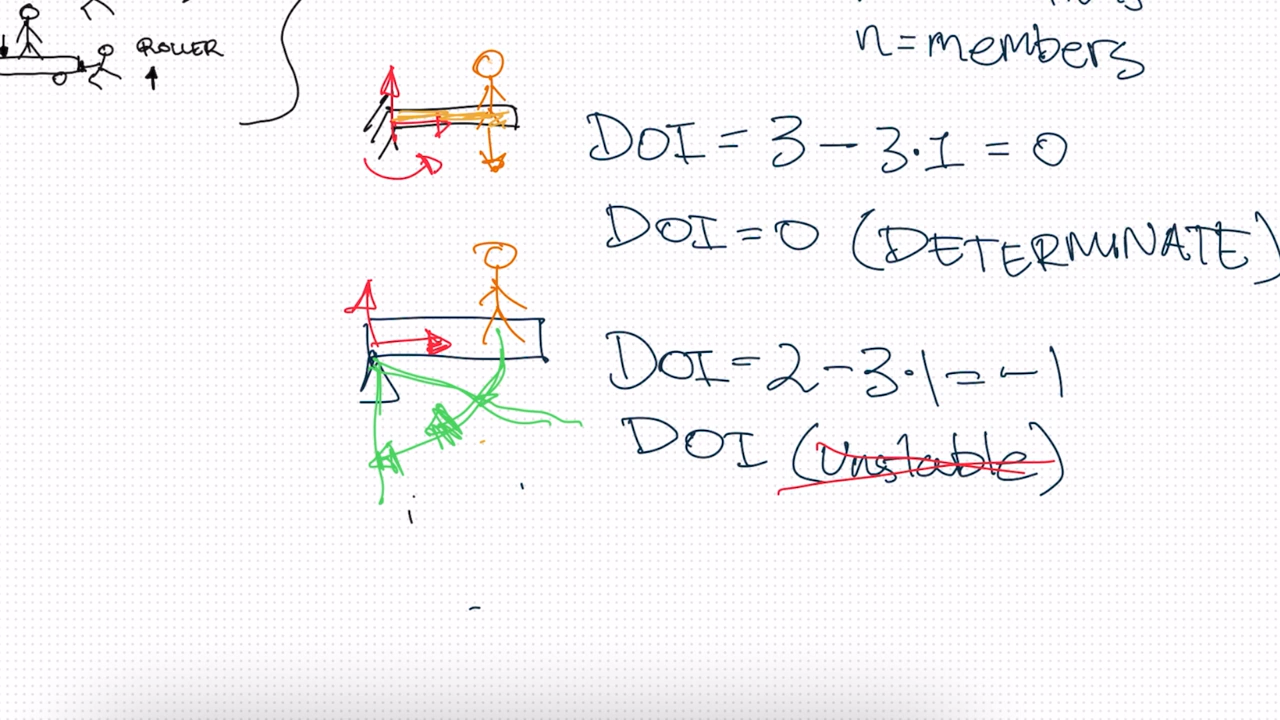 ROLLER
n=members
DOI = 3 - 3·1 = 0
DOI = 0 (DETERMINATE)
DOI = 2 - 3·1 = -1
DOI (Unstable)